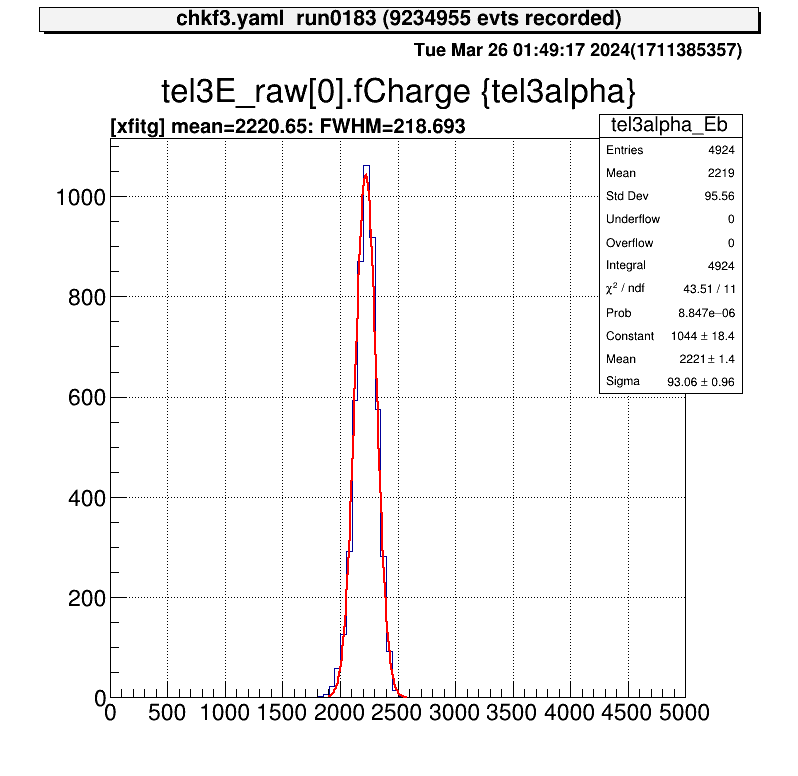 chkf3.yaml run0183 (9234955 evts recorded)
Tue Mar 26 01:49:17 2024(1711385357)
tel3E_raw[0].fCharge {tel3alpha}
[xfitg] mean=2220.65: FWHM=218.693
tel3alpha_Eb
Entries 4924
Mean 2219
Std Dev 95.56
Underflow 0
Overflow 0
Integral 4924
χ² / ndf 43.51 / 11
Prob 8.847e−06
Constant 1044 ± 18.4
Mean 2221 ± 1.4
Sigma 93.06 ± 0.96
1000
800
600
400
200
0
0 500 1000 1500 2000 2500 3000 3500 4000 4500 5000